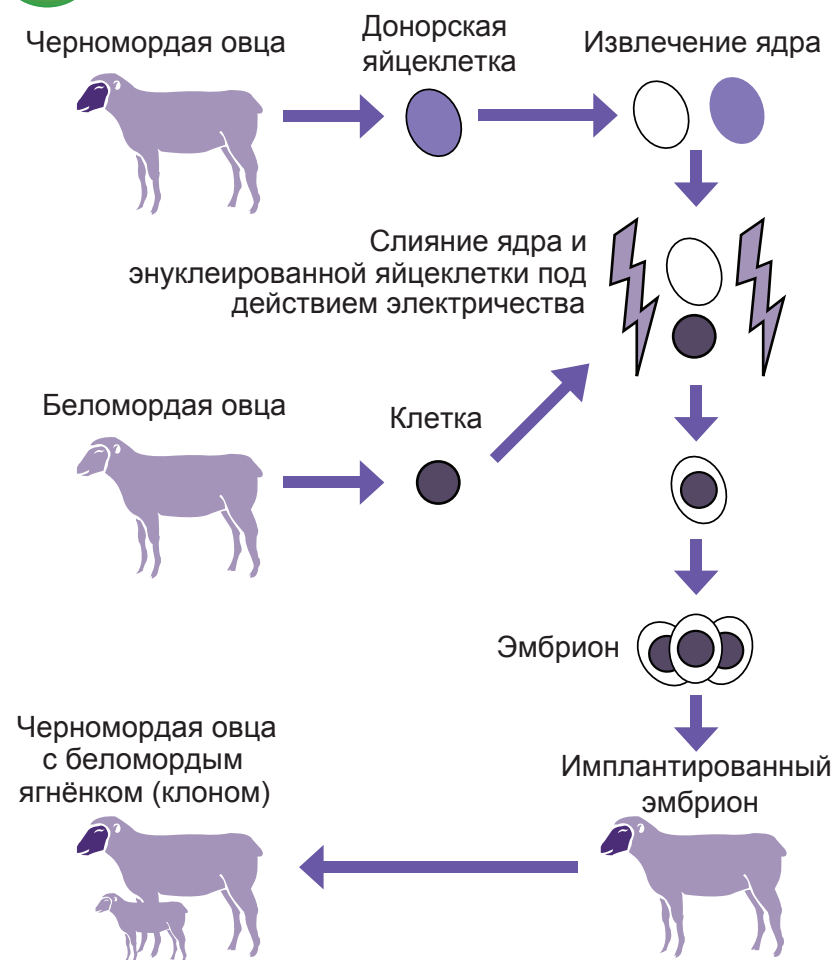 Черномордая овца
Донорская
яйцеклетка
Извлечение ядра
Слияние ядра и
энуклеированной яйцеклетки под
действием электричества
Беломордая овца
Клетка
Эмбрион
Имплантированный
эмбрион
Черномордая овца
с беломордым
ягнёнком (клоном)